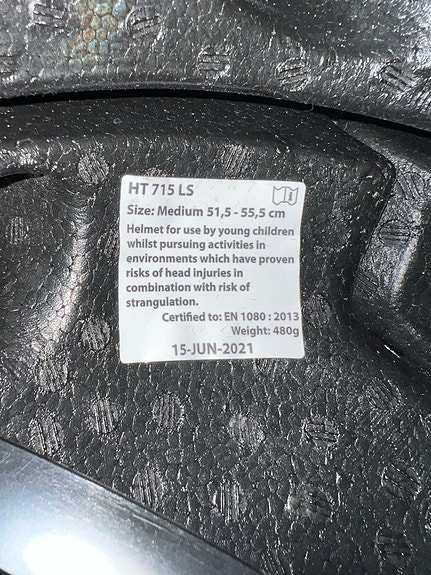 HT 715 LS
Size: Medium 51,5 - 55,5 cm
Helmet for use by young children
whilst pursuing activities in
environments which have proven
risks of head injuries in
combination with risk of
strangulation.
Certified to: EN 1080 : 2013
Weight: 480g
15-JUN-2021